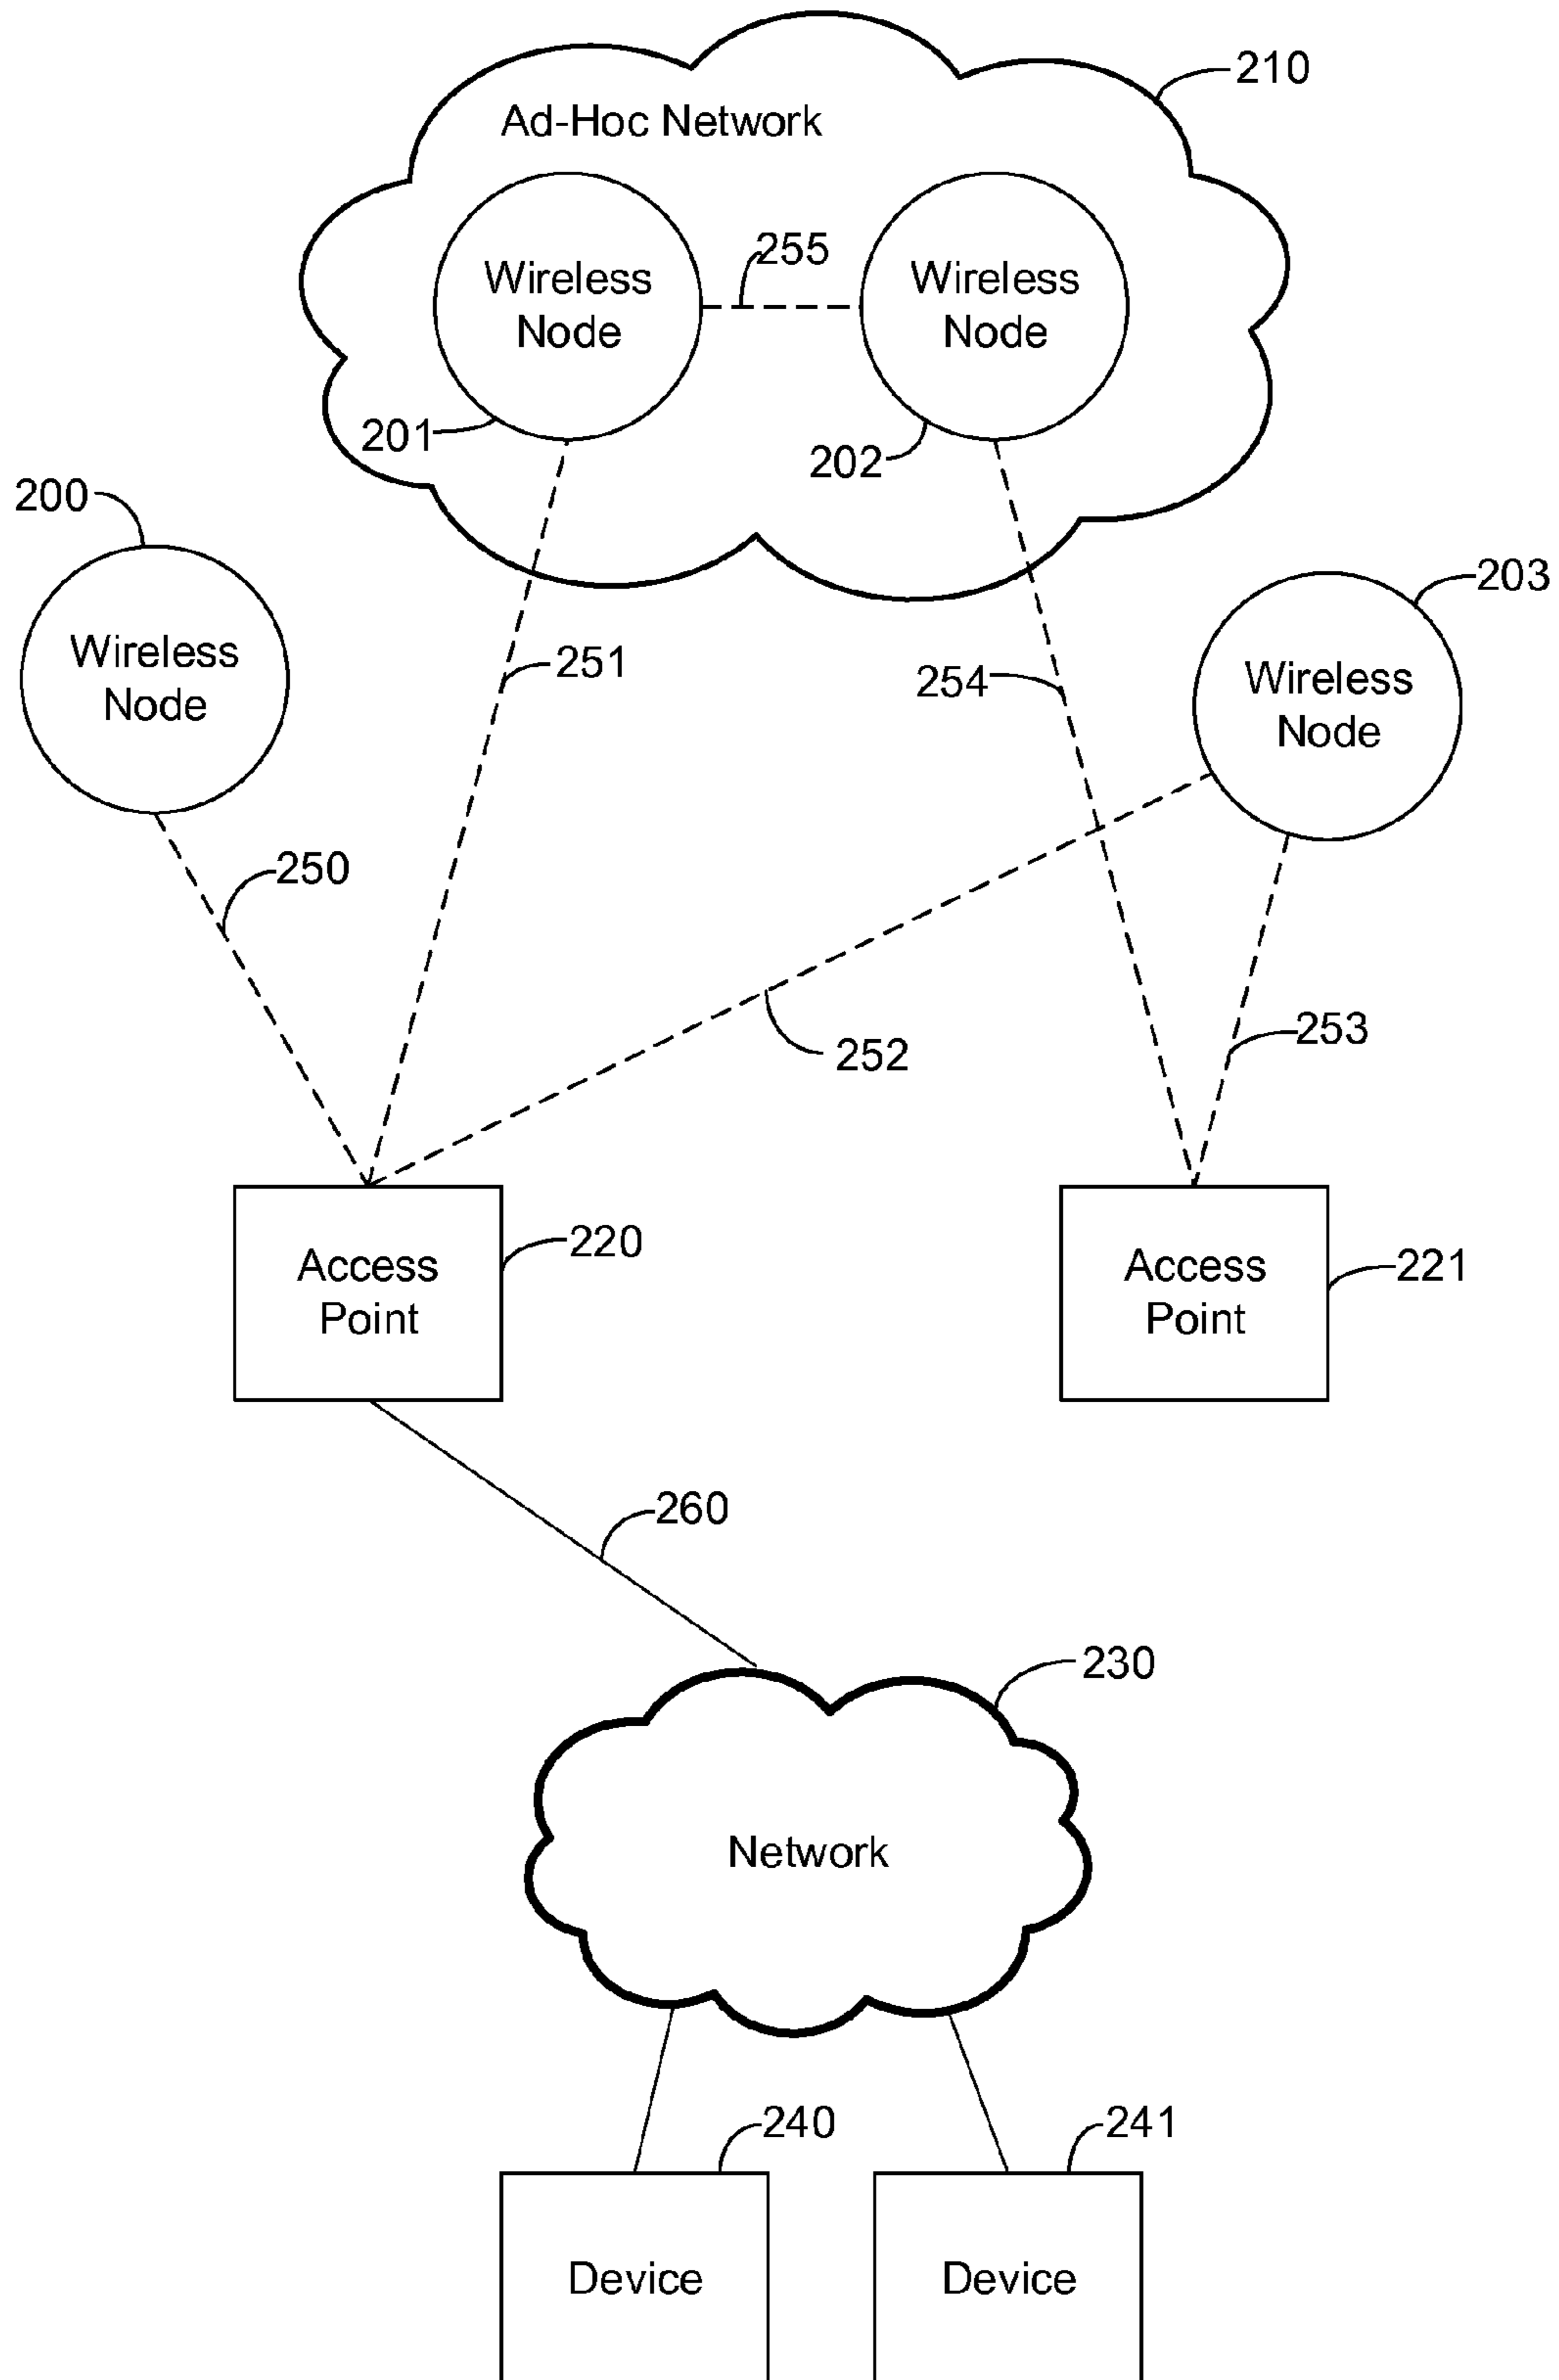 210
Ad-Hoc Network
255
Wireless
Node
Wireless
Node
201
202
200
203
Wireless
Node
251
254
Wireless
Node
250
252
253
220
Access
Point
221
Access
Point
260
230
Network
240
241
Device
Device